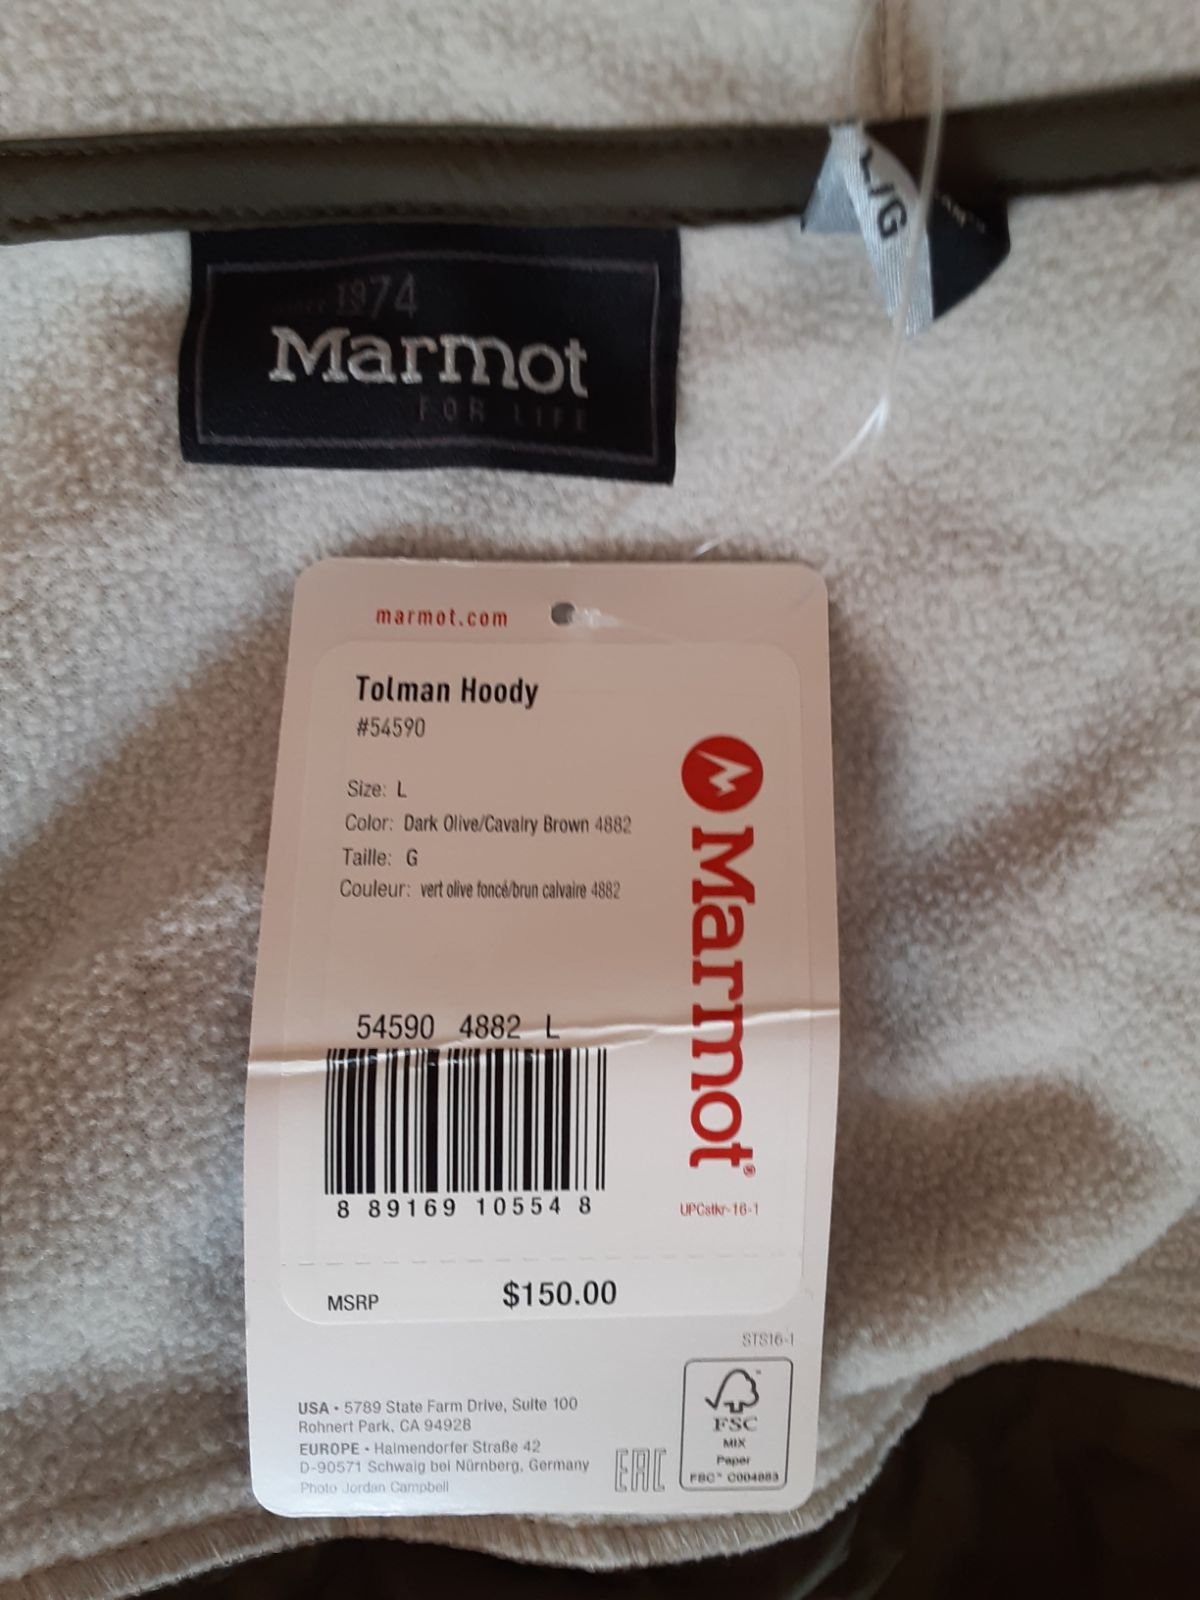 L/G
1974
Marmot
FOR LIFE
marmot.com
Tolman Hoody
#54590
Size: L
Color: Dark Olive/Cavalry Brown 4882
Taille: G
Couleur: vert olive foncé/brun calvaire 4882
Marmot®
54590 4882 L
8 89169 10554 8
UPCstkr-16-1
MSRP $150.00
STS16-1
USA • 5789 State Farm Drive, Suite 100
Rohnert Park, CA 94928
EUROPE • Haimendorfer Straße 42
D-90571 Schwaig bei Nürnberg, Germany
Photo Jordan Campbell
EAC
FSC
MIX
Paper
FSC™ C004883